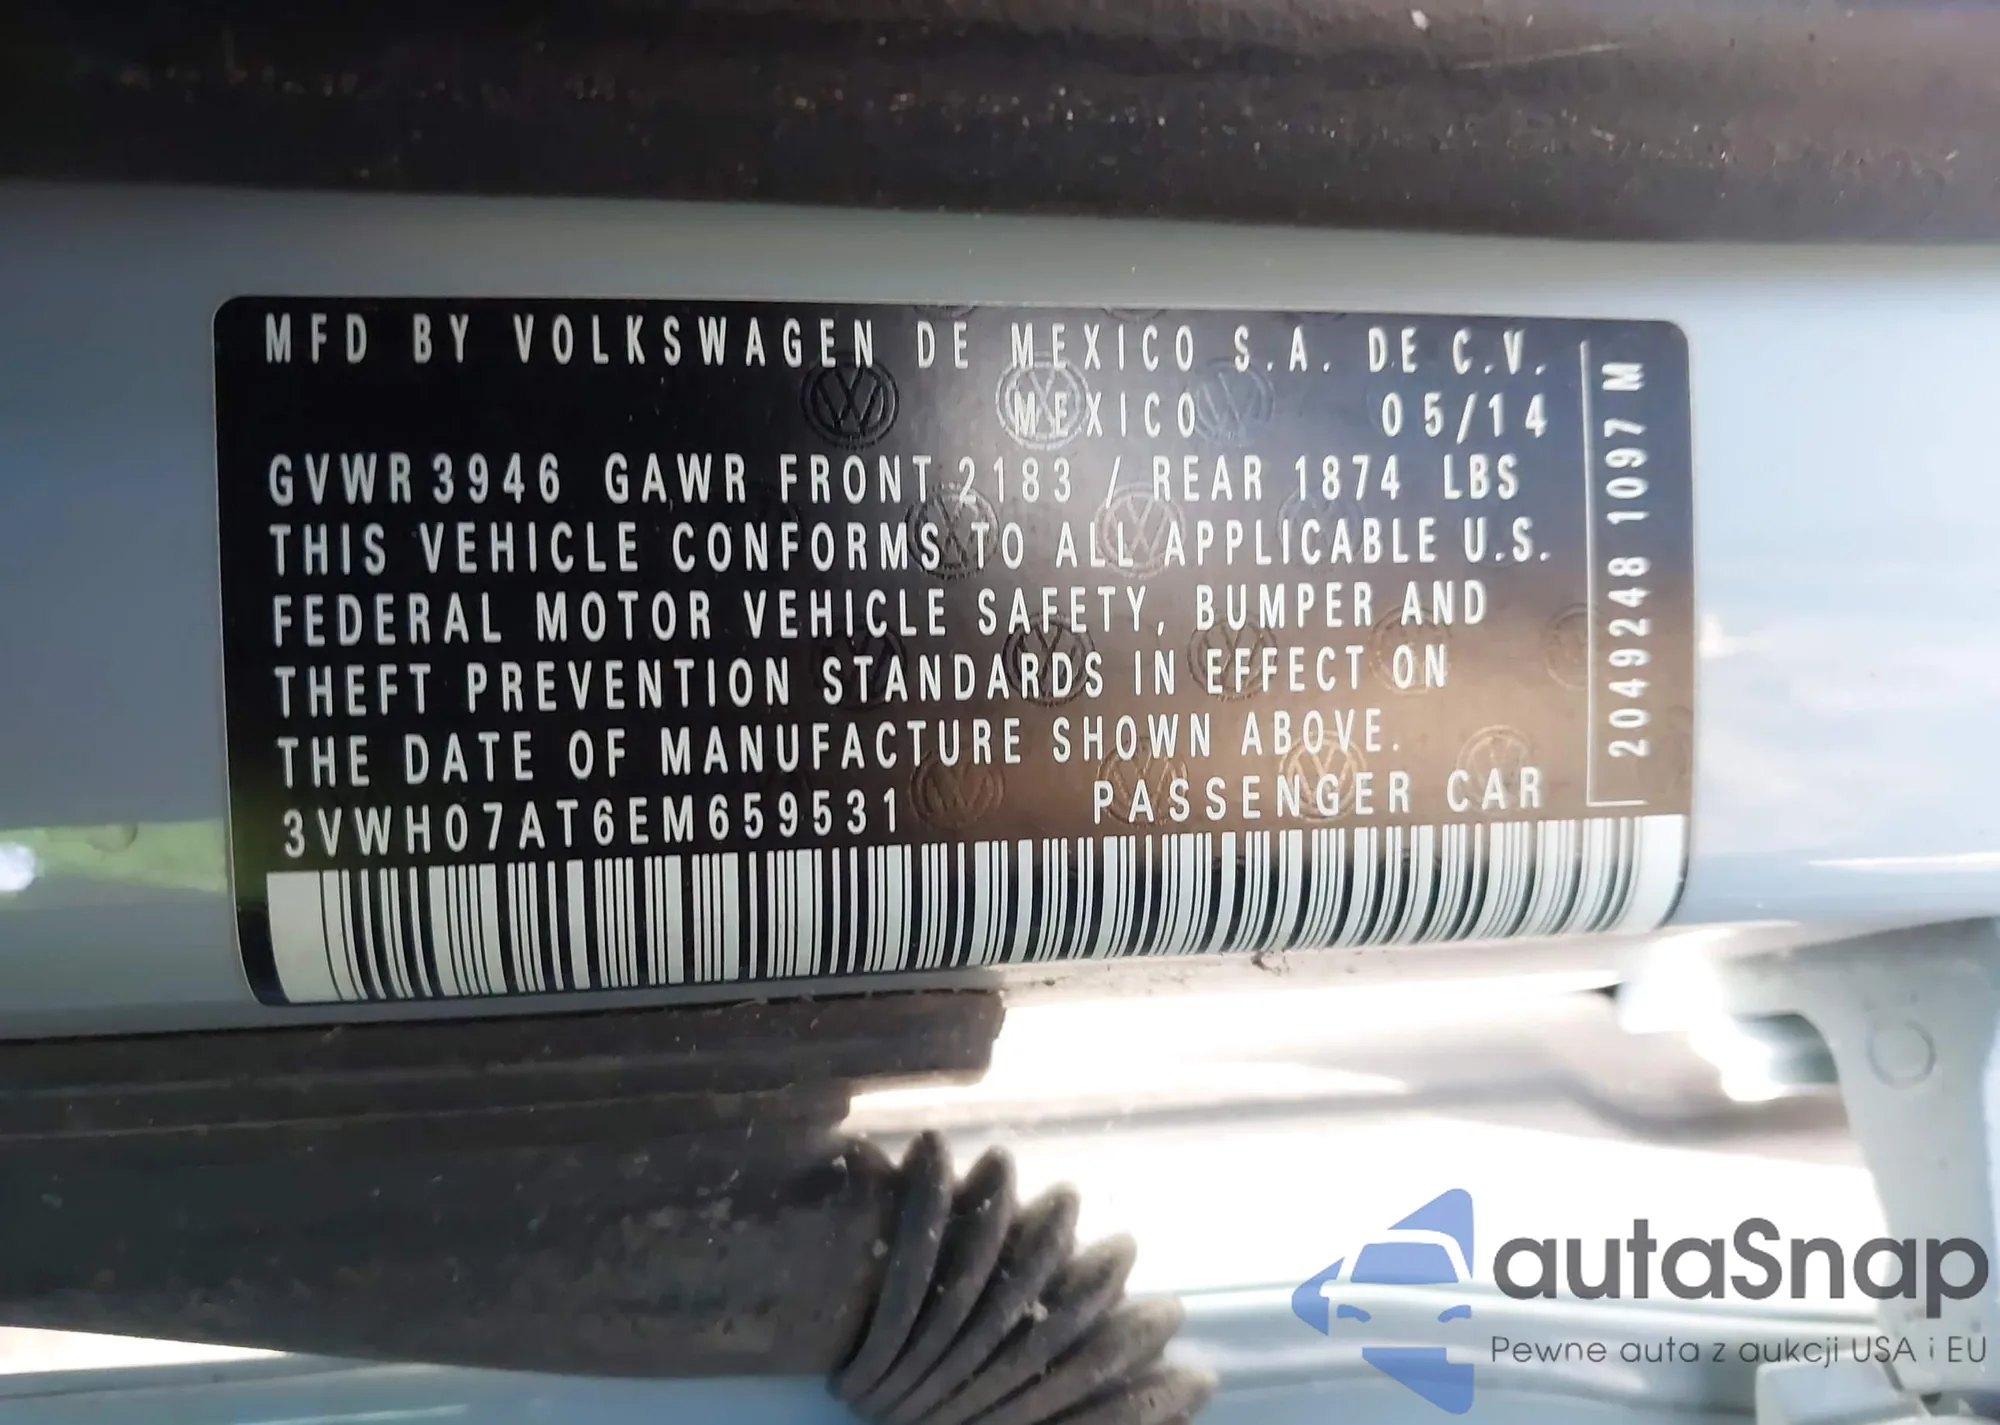 MFD BY VOLKSWAGEN DE MEXICO S.A. DE C.V.
MEXICO 05/14
GVWR 3946 GAWR FRONT 2183 / REAR 1874 LBS
THIS VEHICLE CONFORMS TO ALL APPLICABLE U.S.
FEDERAL MOTOR VEHICLE SAFETY, BUMPER AND
THEFT PREVENTION STANDARDS IN EFFECT ON
THE DATE OF MANUFACTURE SHOWN ABOVE.
3VWH07AT6EM659531 PASSENGER CAR
2049248 1097 M
autaSnap
Pewne auta z aukcji USA i EU